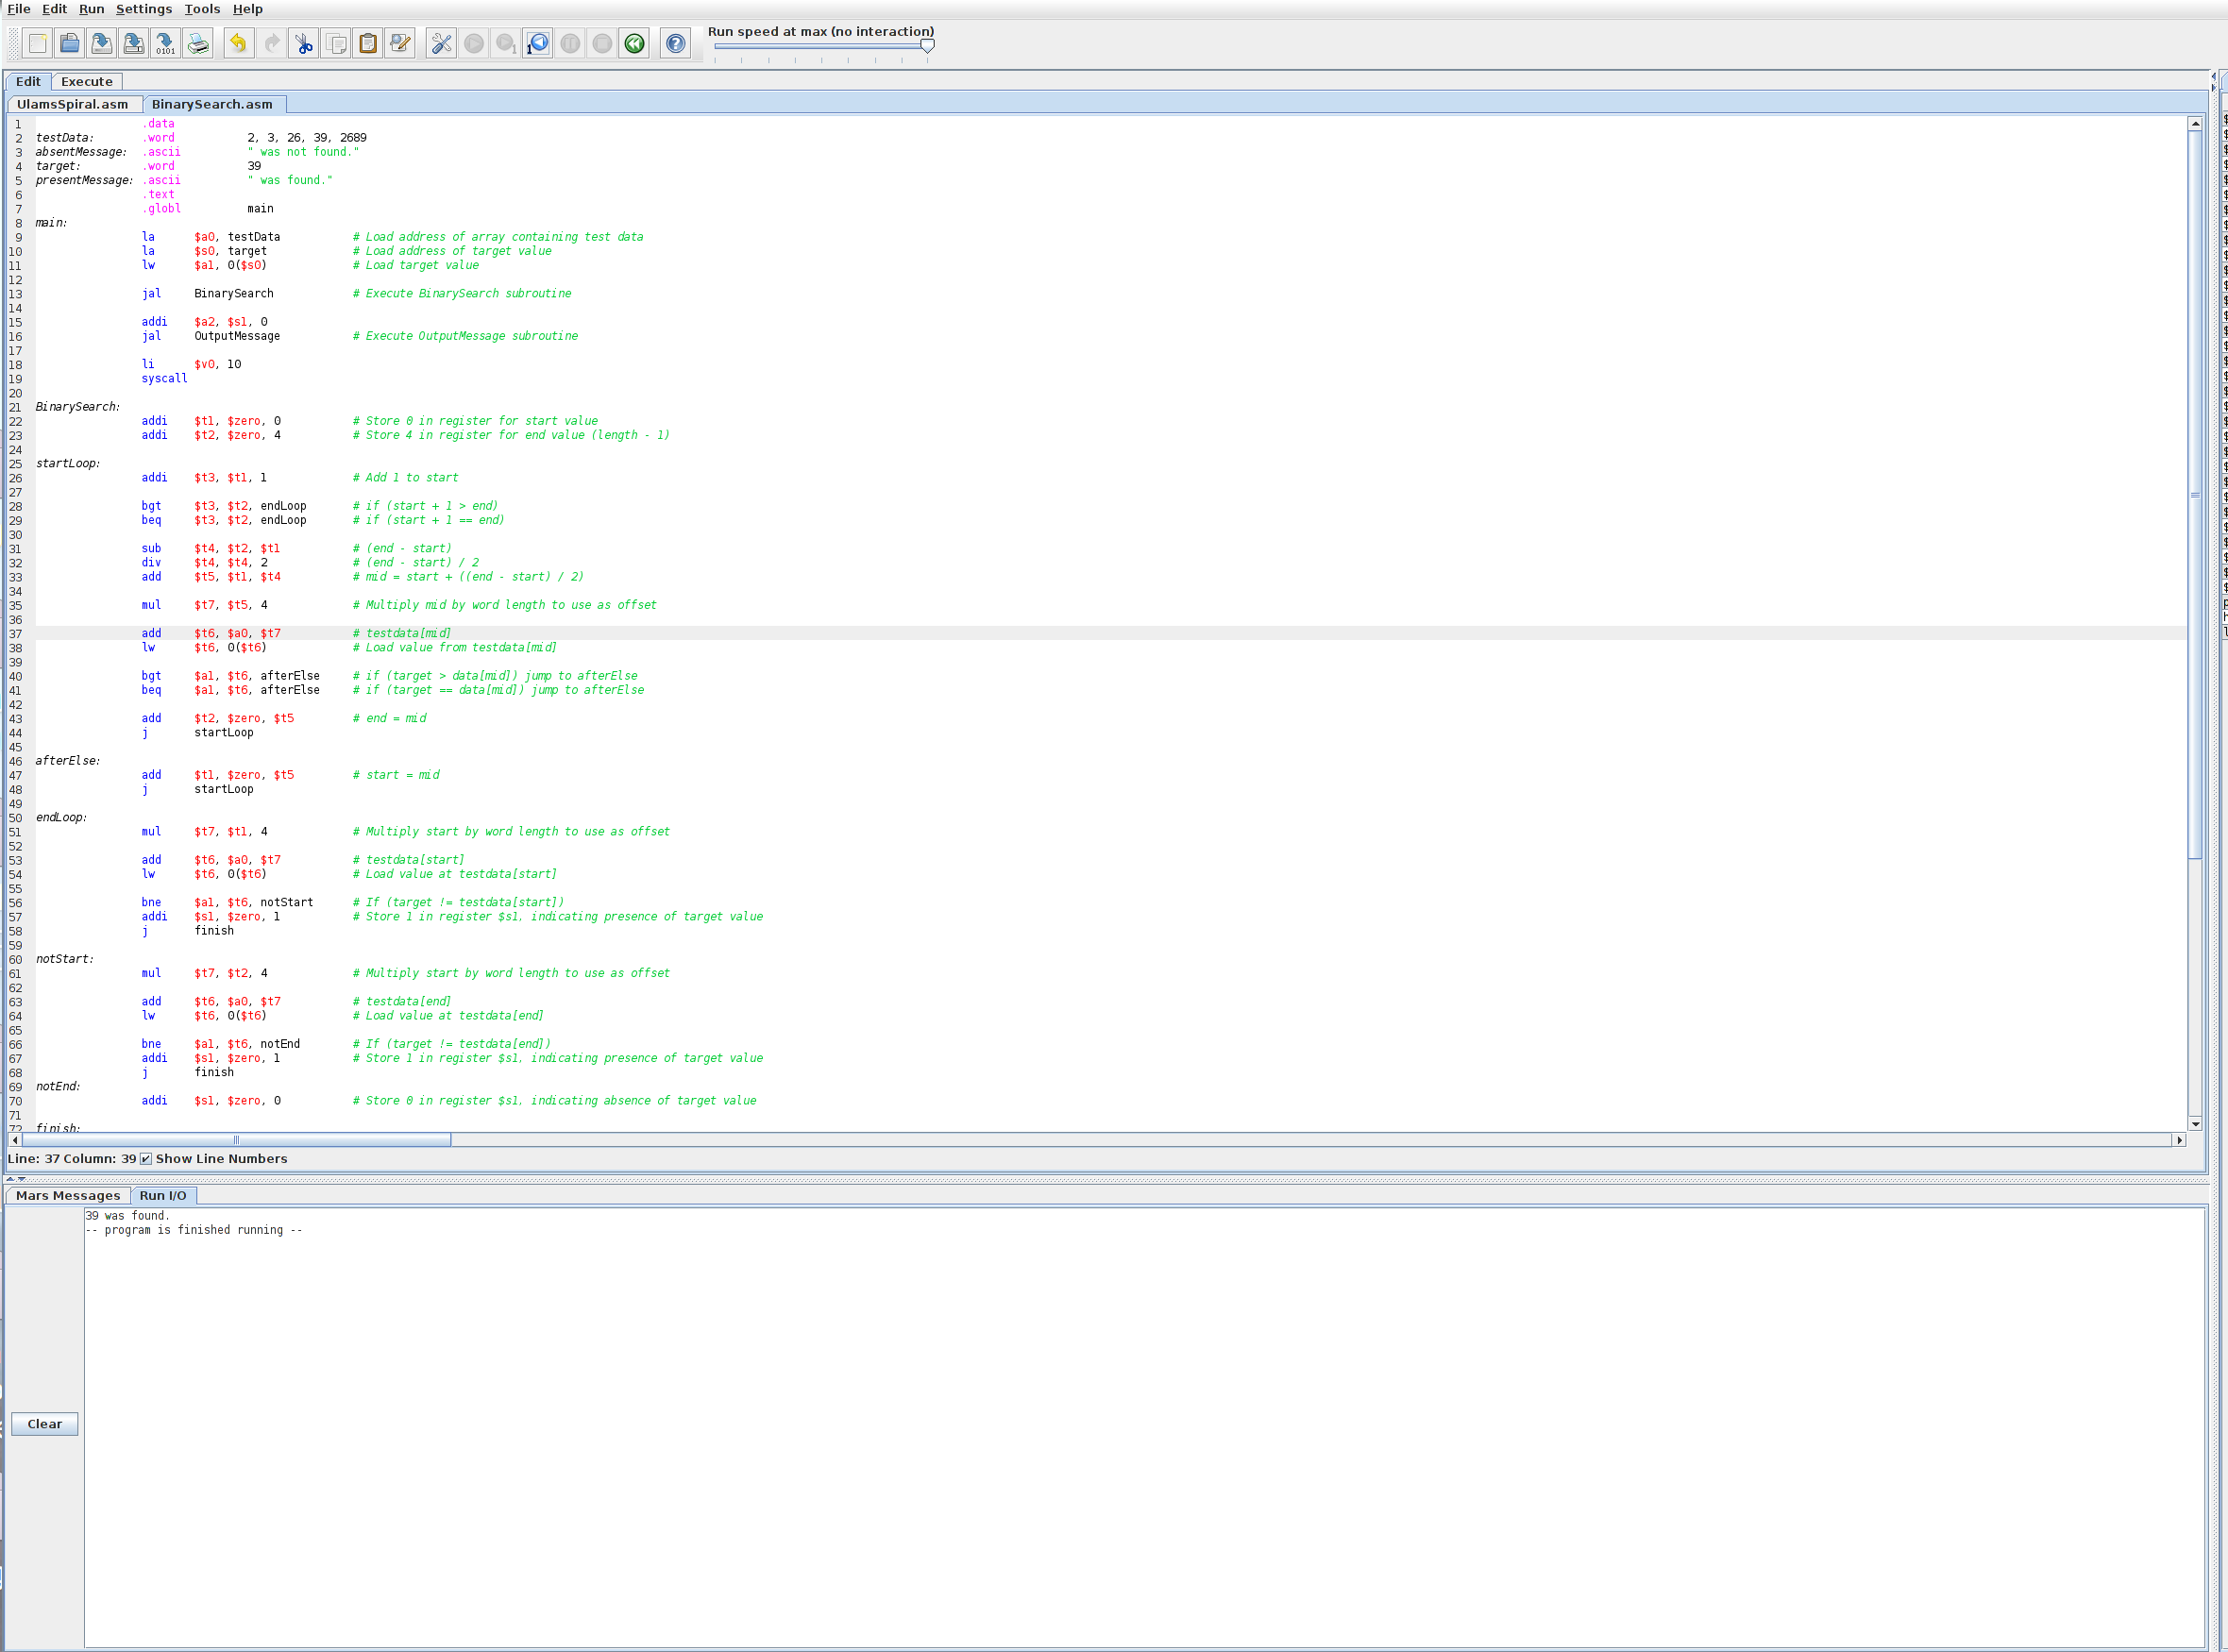 File Edit Run Settings Tools Help
Run speed at max (no interaction)
Edit Execute
UlamsSpiral.asm BinarySearch.asm
1 .data
2 testData: .word 2, 3, 26, 39, 2689
3 absentMessage: .ascii " was not found."
4 target: .word 39
5 presentMessage: .ascii " was found."
6 .text
7 .globl main
8 main:
9 la $a0, testData # Load address of array containing test data
10 la $s0, target # Load address of target value
11 lw $a1, 0($s0) # Load target value
12
13 jal BinarySearch # Execute BinarySearch subroutine
14
15 addi $a2, $s1, 0
16 jal OutputMessage # Execute OutputMessage subroutine
17
18 li $v0, 10
19 syscall
20
21 BinarySearch:
22 addi $t1, $zero, 0 # Store 0 in register for start value
23 addi $t2, $zero, 4 # Store 4 in register for end value (length - 1)
24
25 startLoop:
26 addi $t3, $t1, 1 # Add 1 to start
27
28 bgt $t3, $t2, endLoop # if (start + 1 > end)
29 beq $t3, $t2, endLoop # if (start + 1 == end)
30
31 sub $t4, $t2, $t1 # (end - start)
32 div $t4, $t4, 2 # (end - start) / 2
33 add $t5, $t1, $t4 # mid = start + ((end - start) / 2)
34
35 mul $t7, $t5, 4 # Multiply mid by word length to use as offset
36
37 add $t6, $a0, $t7 # testdata[mid]
38 lw $t6, 0($t6) # Load value from testdata[mid]
39
40 bgt $a1, $t6, afterElse # if (target > data[mid]) jump to afterElse
41 beq $a1, $t6, afterElse # if (target == data[mid]) jump to afterElse
42
43 add $t2, $zero, $t5 # end = mid
44 j startLoop
45
46 afterElse:
47 add $t1, $zero, $t5 # start = mid
48 j startLoop
49
50 endLoop:
51 mul $t7, $t1, 4 # Multiply start by word length to use as offset
52
53 add $t6, $a0, $t7 # testdata[start]
54 lw $t6, 0($t6) # Load value at testdata[start]
55
56 bne $a1, $t6, notStart # If (target != testdata[start])
57 addi $s1, $zero, 1 # Store 1 in register $s1, indicating presence of target value
58 j finish
59
60 notStart:
61 mul $t7, $t2, 4 # Multiply start by word length to use as offset
62
63 add $t6, $a0, $t7 # testdata[end]
64 lw $t6, 0($t6) # Load value at testdata[end]
65
66 bne $a1, $t6, notEnd # If (target != testdata[end])
67 addi $s1, $zero, 1 # Store 1 in register $s1, indicating presence of target value
68 j finish
69 notEnd:
70 addi $s1, $zero, 0 # Store 0 in register $s1, indicating absence of target value
71
72 finish:
Line: 37 Column: 39 Show Line Numbers
Mars Messages Run I/O
39 was found.
-- program is finished running --
Clear